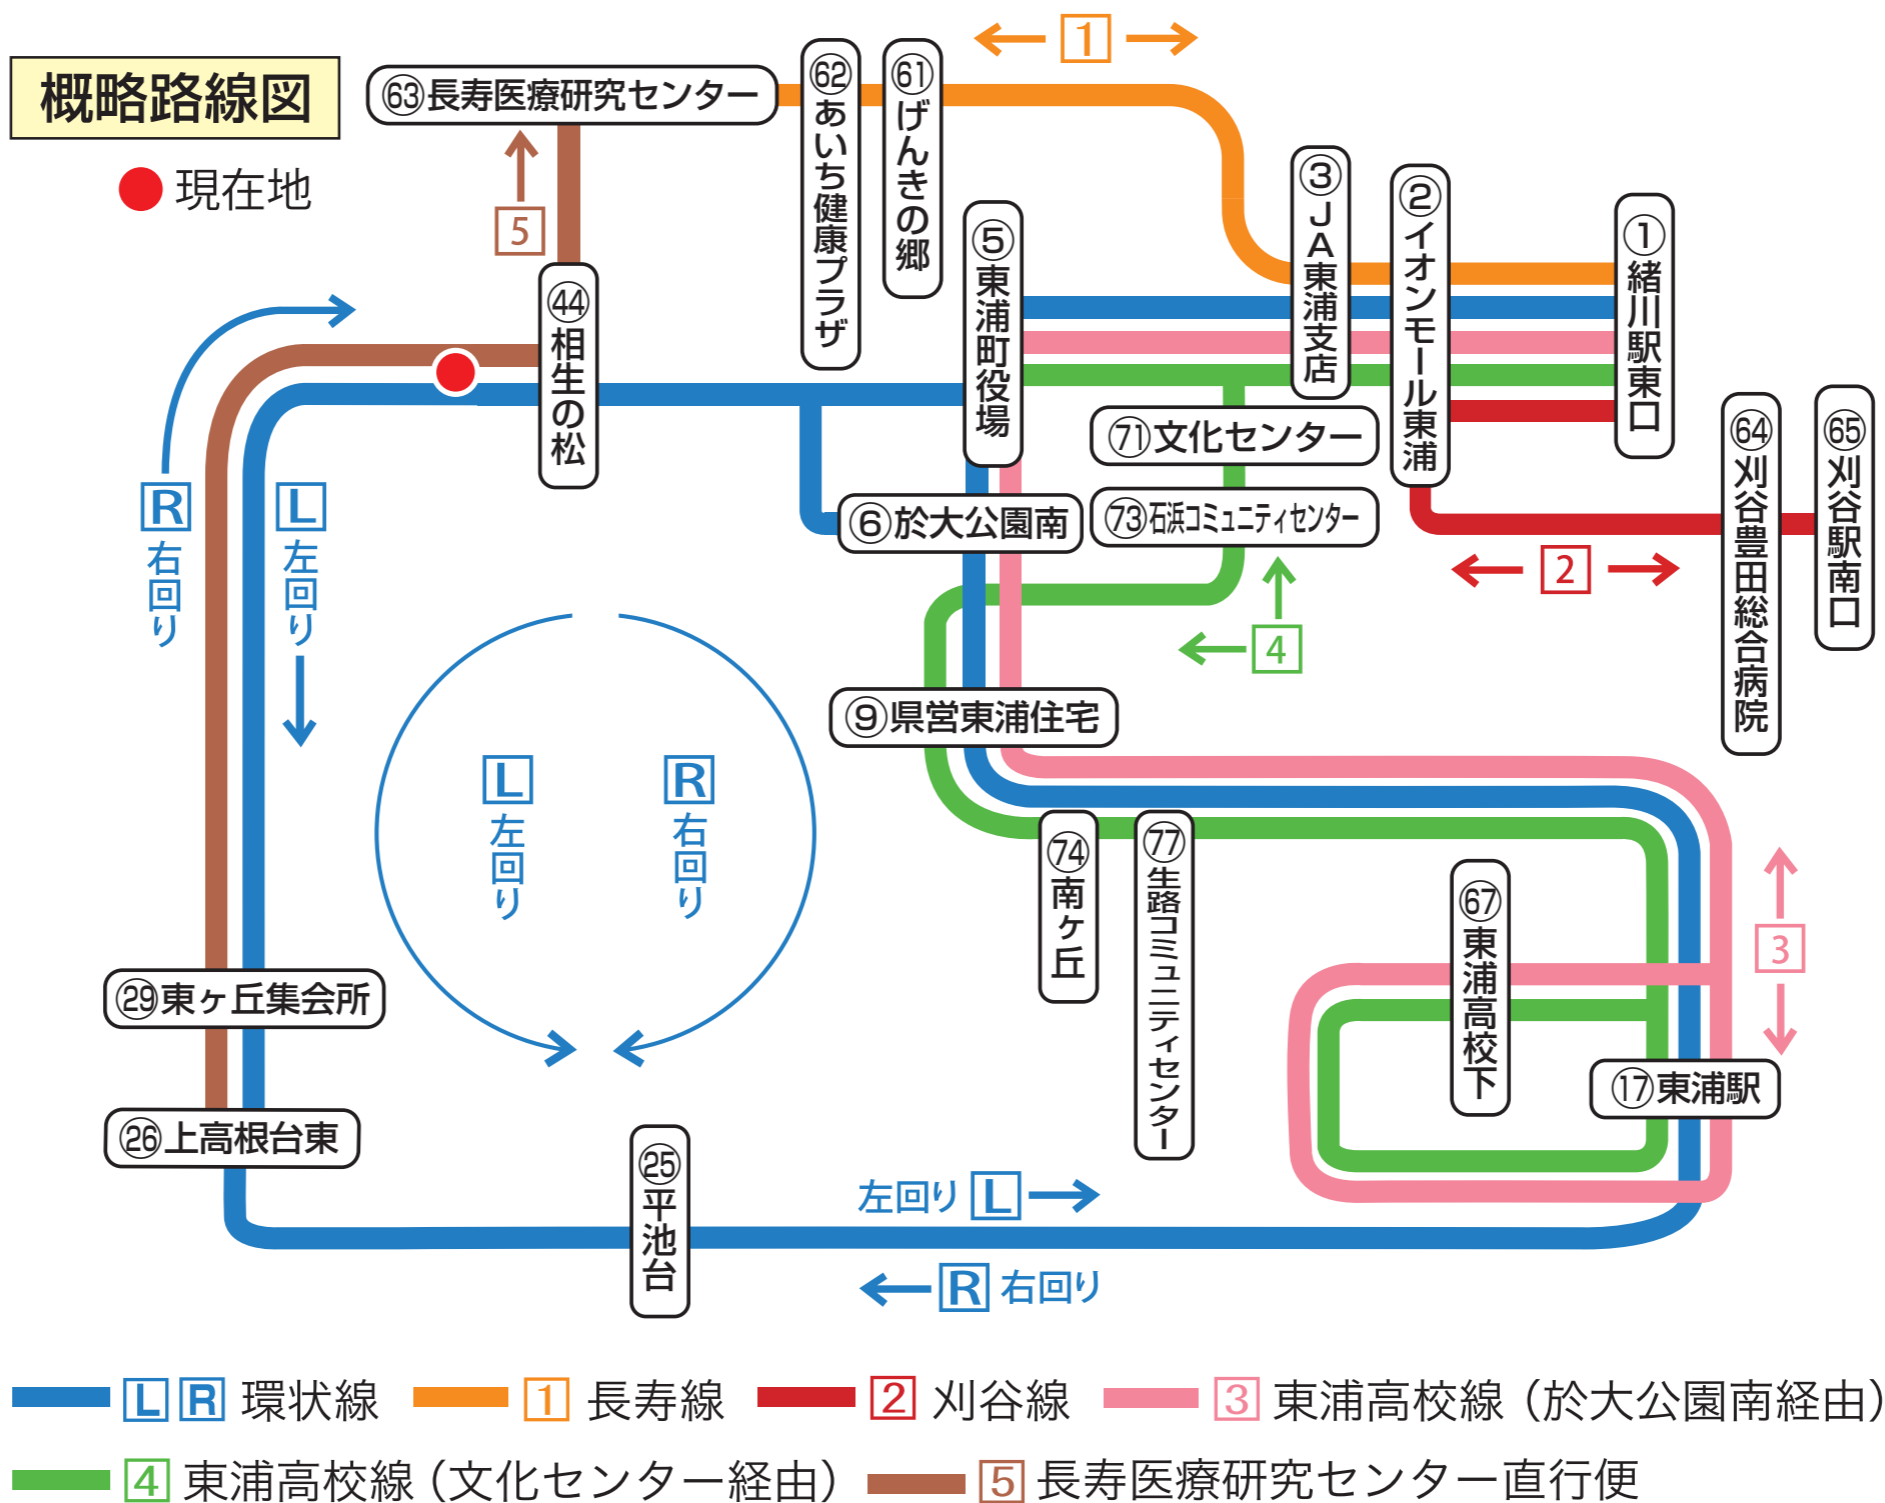 概略路線図
現在地
1
㊿+13長寿医療研究センター
62あいち健康プラザ
61げんきの郷
5
③JA東浦支店
②イオンモール東浦
①緒川駅東口
⑤東浦町役場
㊹相生の松
71文化センター
64刈谷豊田総合病院
65刈谷駅南口
R
右回り
L
左回り
⑥於大公園南
73石浜コミュニティセンター
2
4
⑨県営東浦住宅
L
左回り
R
右回り
74南ヶ丘
77生路コミュニティセンター
67東浦高校下
3
㉙東ヶ丘集会所
⑰東浦駅
㉖上高根台東
㉕平池台
左回り L
R 右回り
L R 環状線 1 長寿線 2 刈谷線 3 東浦高校線（於大公園南経由）
4 東浦高校線（文化センター経由） 5 長寿医療研究センター直行便